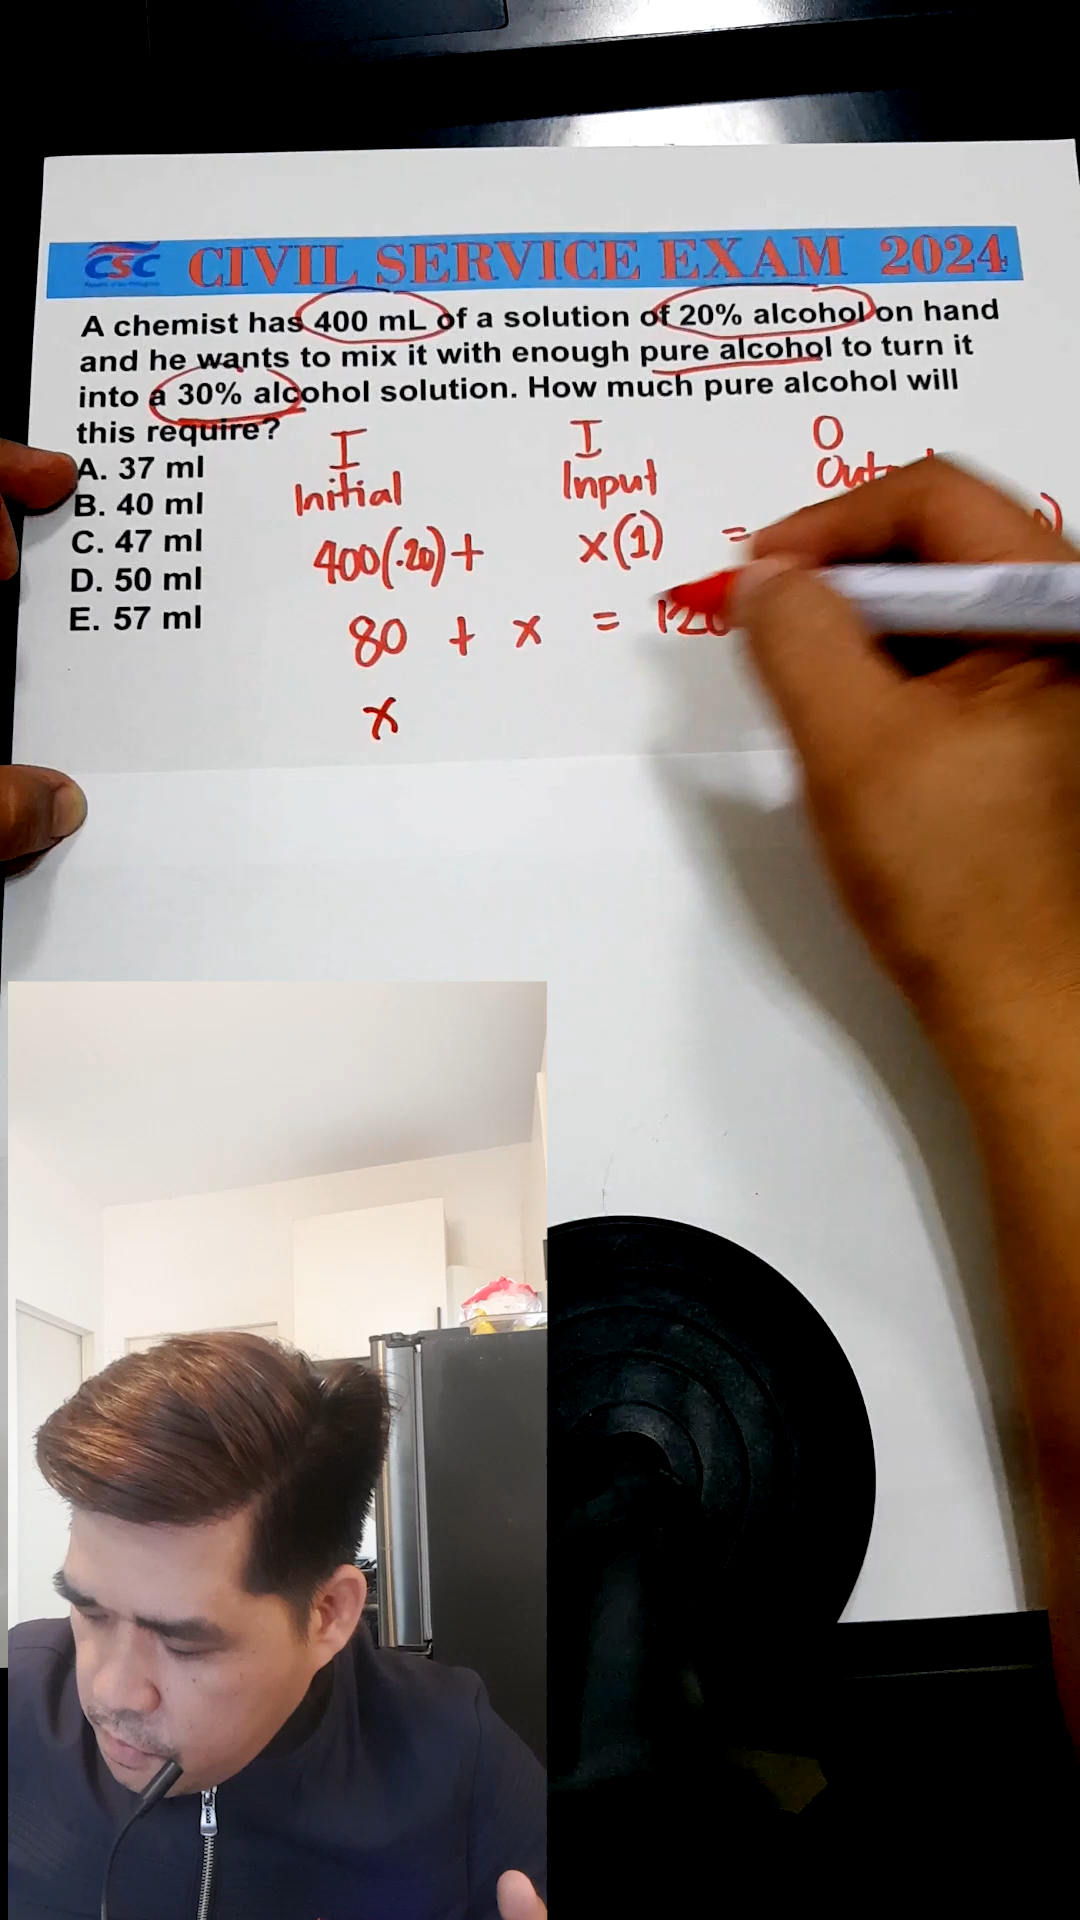 CSC CIVIL SERVICE EXAM 2024
A chemist has 400 mL of a solution of 20% alcohol on hand
and he wants to mix it with enough pure alcohol to turn it
into a 30% alcohol solution. How much pure alcohol will
this require?
A. 37 ml
B. 40 ml
C. 47 ml
D. 50 ml
E. 57 ml
I I O
Initial Input
400(.20)+ x(1) =
80 + x = 120
x